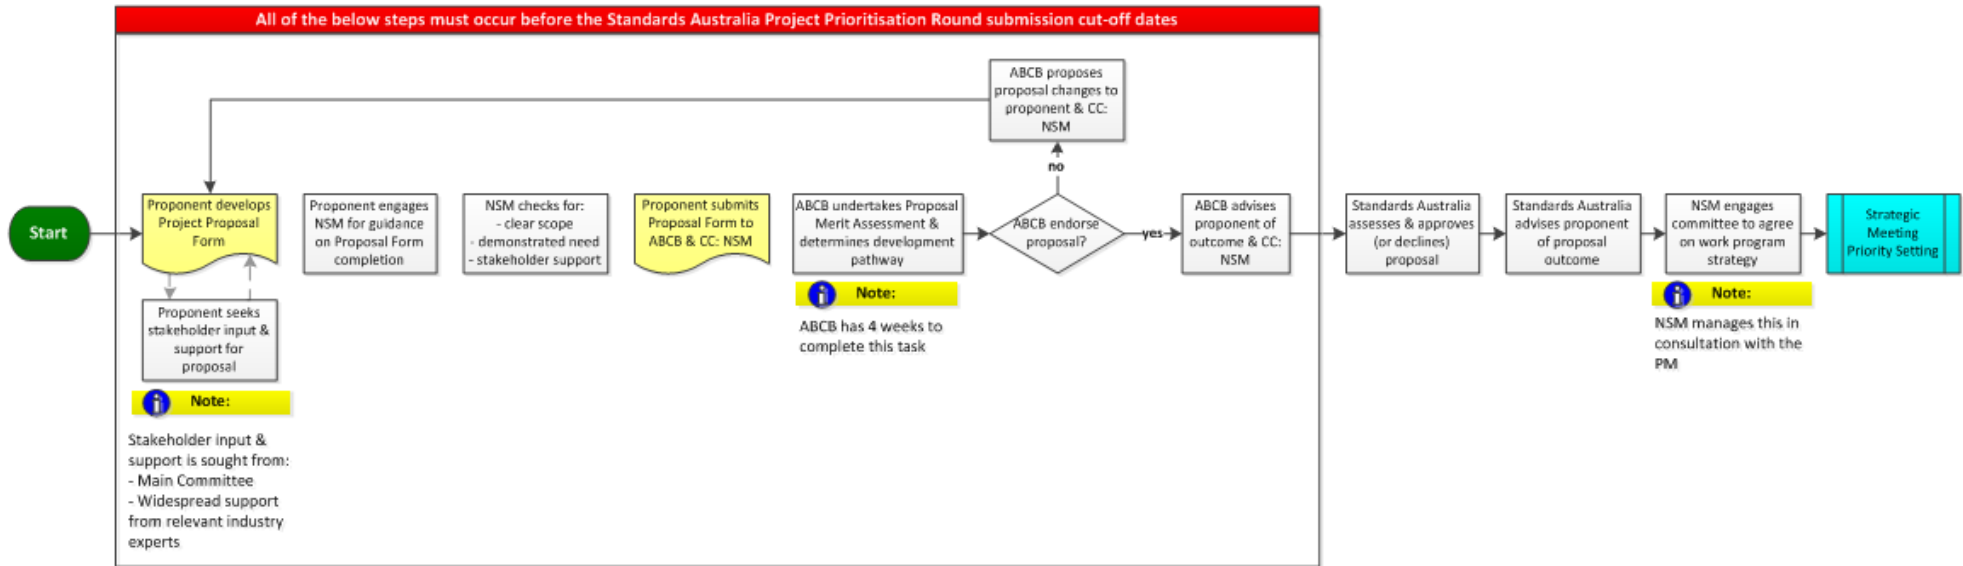 All of the below steps must occur before the Standards Australia Project Prioritisation Round submission cut-off dates
ABCB proposes
proposal changes to
proponent & CC:
NSM
no
Start
Proponent develops
Project Proposal
Form
Proponent engages
NSM for guidance
on Proposal Form
completion
NSM checks for:
- clear scope
- demonstrated need
- stakeholder support
Proponent submits
Proposal Form to
ABCB & CC: NSM
ABCB undertakes Proposal
Merit Assessment &
determines development
pathway
ABCB endorse
proposal?
yes
ABCB advises
proponent of
outcome & CC:
NSM
Standards Australia
assesses & approves
(or declines)
proposal
Standards Australia
advises proponent
of proposal
outcome
NSM engages
committee to agree
on work program
strategy
Strategic
Meeting
Priority Setting
Proponent seeks
stakeholder input &
support for
proposal
Note:
Stakeholder input &
support is sought from:
- Main Committee
- Widespread support
from relevant industry
experts
Note:
ABCB has 4 weeks to
complete this task
Note:
NSM manages this in
consultation with the
PM